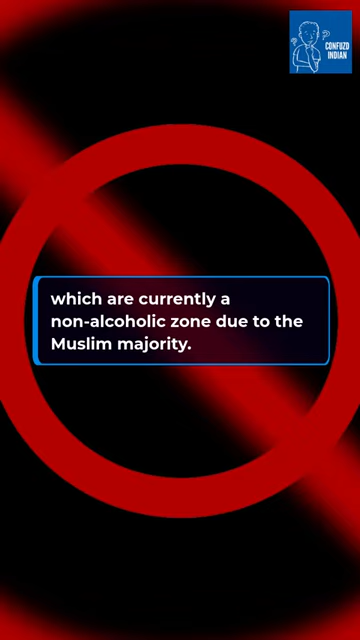 CONFUZD
INDIAN
which are currently a
non-alcoholic zone due to the
Muslim majority.